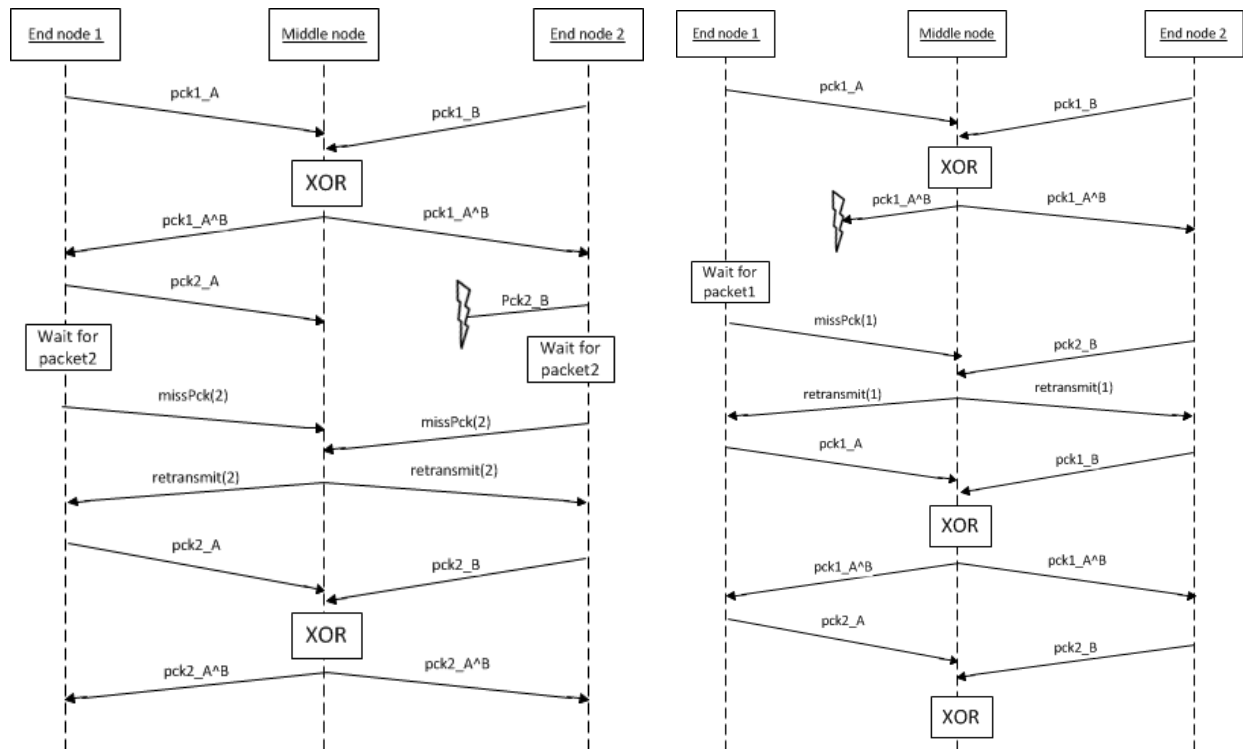 End node 1
Middle node
End node 2
pck1_A
pck1_B
XOR
pck1_A^B
pck1_A^B
pck2_A
Pck2_B
Wait for
packet2
Wait for
packet2
missPck(2)
missPck(2)
retransmit(2)
retransmit(2)
pck2_A
pck2_B
XOR
pck2_A^B
pck2_A^B
End node 1
Middle node
End node 2
pck1_A
pck1_B
XOR
pck1_A^B
pck1_A^B
Wait for
packet1
missPck(1)
pck2_B
retransmit(1)
retransmit(1)
pck1_A
pck1_B
XOR
pck1_A^B
pck1_A^B
pck2_A
pck2_B
XOR